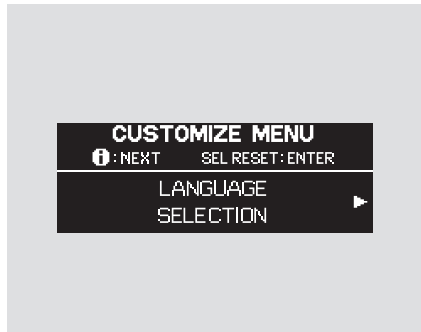 CUSTOMIZE MENU
ℹ: NEXT SEL RESET: ENTER
LANGUAGE
SELECTION